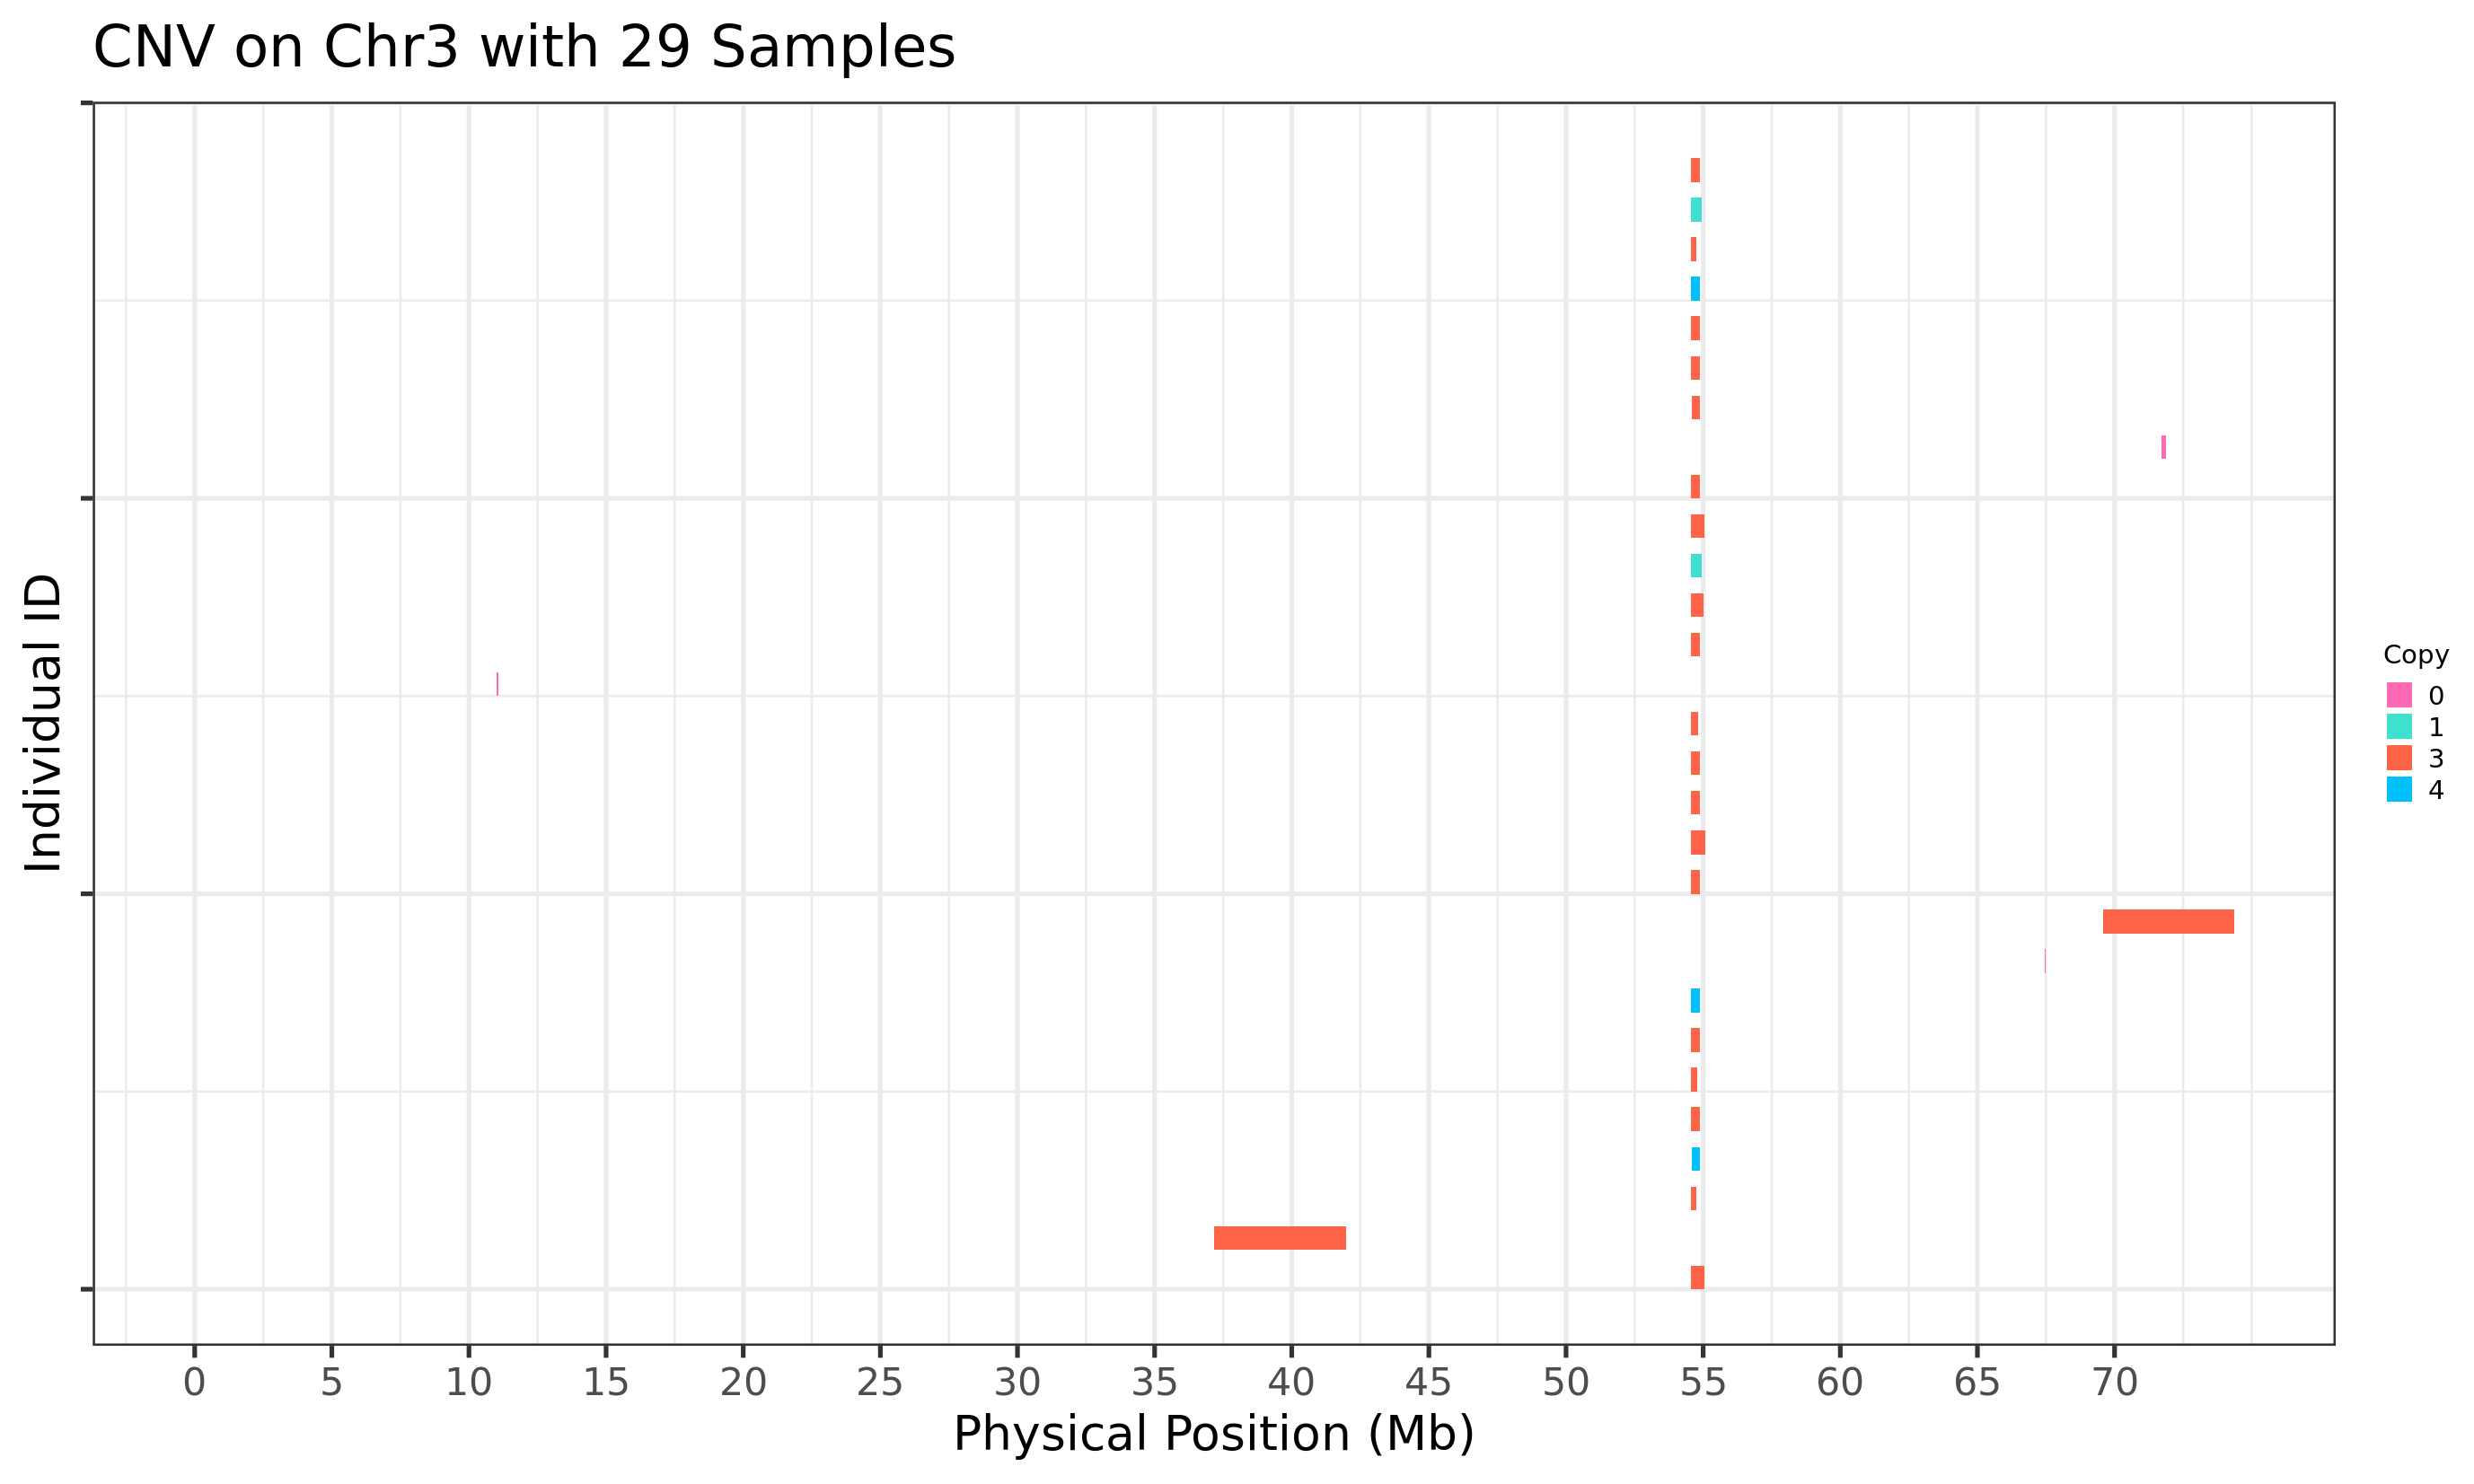 CNV on Chr3 with 29 Samples
Individual ID
Copy
0
1
3
4
0 5 10 15 20 25 30 35 40 45 50 55 60 65 70
Physical Position (Mb)